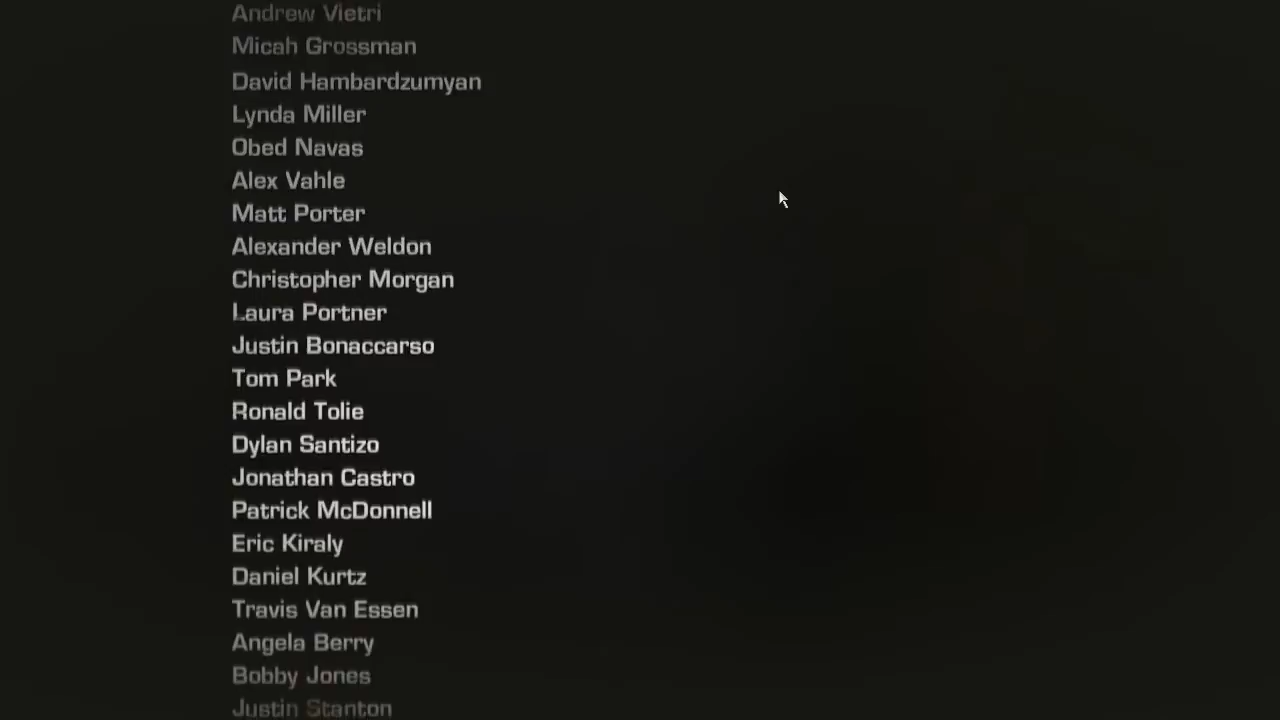 Andrew Vietri
Micah Grossman
David Hambardzumyan
Lynda Miller
Obed Navas
Alex Vahle
Matt Porter
Alexander Weldon
Christopher Morgan
Laura Portner
Justin Bonaccarso
Tom Park
Ronald Tolie
Dylan Santizo
Jonathan Castro
Patrick McDonnell
Eric Kiraly
Daniel Kurtz
Travis Van Essen
Angela Berry
Bobby Jones
Justin Stanton